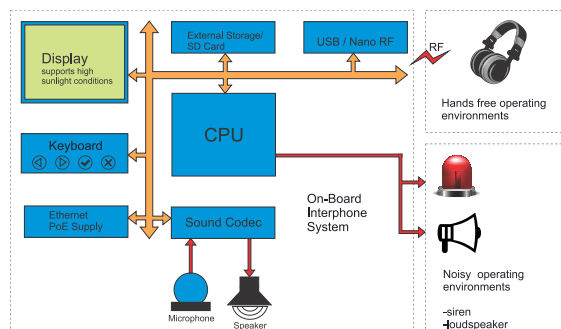 Display
supports high
sunlight conditions
External Storage/
SD Card
USB / Nano RF
RF
Hands free operating
environments
CPU
Keyboard
Ethernet
PoE Supply
Sound Codec
On-Board
Interphone
System
Microphone
Speaker
Noisy operating
environments
-siren
-loudspeaker